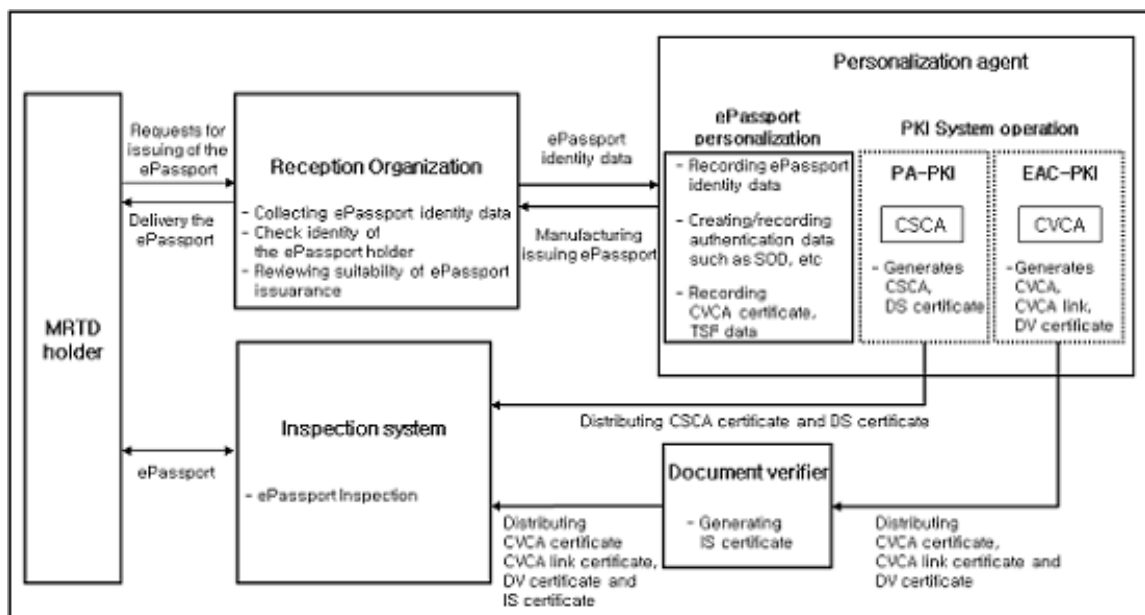 Personalization agent
MRTD
holder
Requests for
issuing of the
ePassport
Delivery the
ePassport
Reception Organization
- Collecting ePassport identity data
- Check identity of
the ePassport holder
- Reviewing suitability of ePassport
issuarance
ePassport
identity data
Manufacturing
issuing ePassport
ePassport
personalization
- Recording ePassport
identity data
- Creating/recording
authentication data
such as SOD, etc
- Recording
CVCA certificate,
TSF data
PKI System operation
PA-PKI
CSCA
- Generates
CSCA,
DS certificate
EAC-PKI
CVCA
- Generates
CVCA,
CVCA link,
DV certificate
Distributing CSCA certificate and DS certificate
ePassport
Inspection system
- ePassport Inspection
Document verifier
- Generating
IS certificate
Distributing
CVCA certificate
CVCA link certificate,
DV certificate and
IS certificate
Distributing
CVCA certificate,
CVCA link certificate and
DV certificate